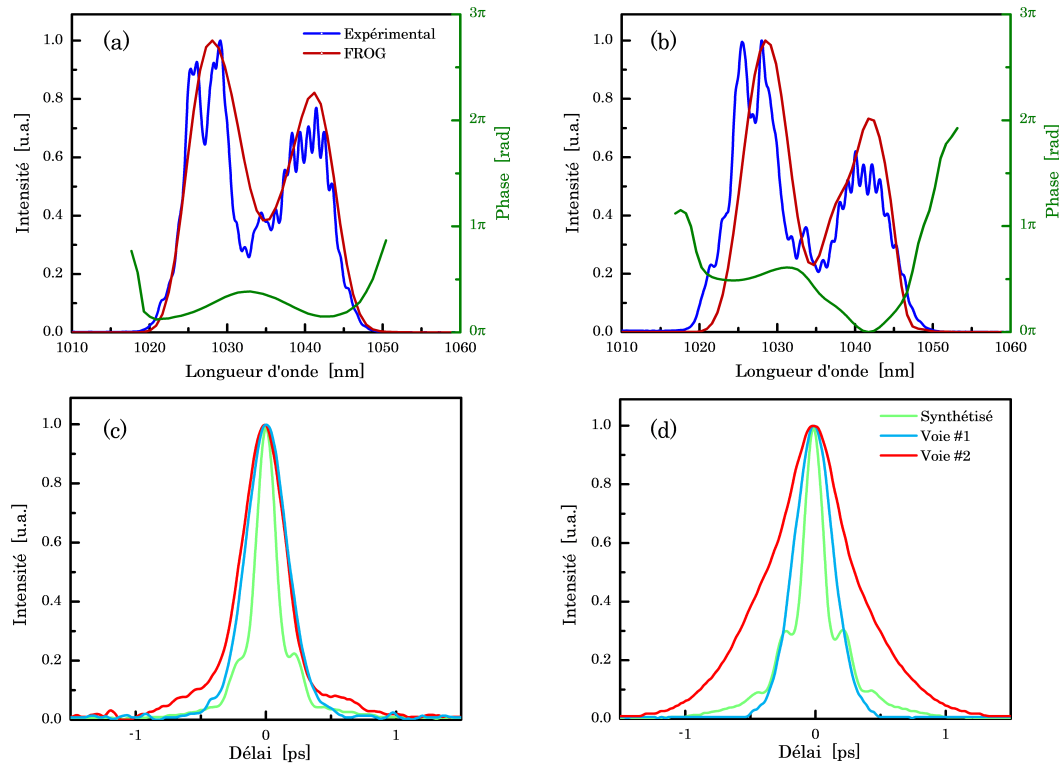 (a)
Expérimental
FROG
Intensité [u.a.]
1.0
0.8
0.6
0.4
0.2
0.0
3π
2π
1π
0π
Phase [rad]
1010 1020 1030 1040 1050 1060
Longueur d'onde [nm]
(b)
Intensité [u.a.]
1.0
0.8
0.6
0.4
0.2
0.0
3π
2π
1π
0π
Phase [rad]
1010 1020 1030 1040 1050 1060
Longueur d'onde [nm]
(c)
Intensité [u.a.]
1.0
0.8
0.6
0.4
0.2
0.0
-1 0 1
Délai [ps]
(d)
Synthétisé
Voie #1
Voie #2
Intensité [u.a.]
1.0
0.8
0.6
0.4
0.2
0.0
-1 0 1
Délai [ps]